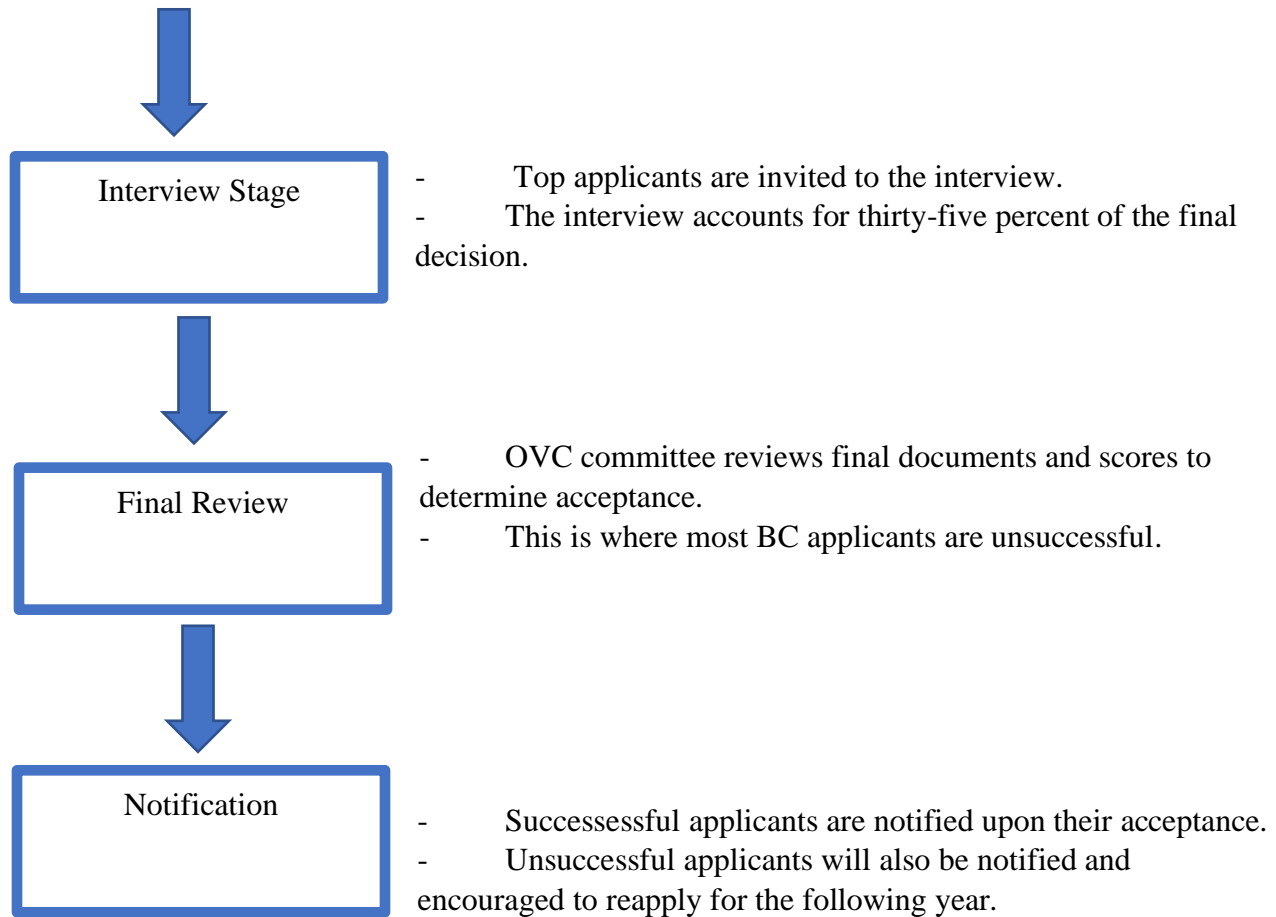 Interview Stage
- Top applicants are invited to the interview.
- The interview accounts for thirty-five percent of the final
decision.
Final Review
- OVC committee reviews final documents and scores to
determine acceptance.
- This is where most BC applicants are unsuccessful.
Notification
- Successessful applicants are notified upon their acceptance.
- Unsuccessful applicants will also be notified and
encouraged to reapply for the following year.